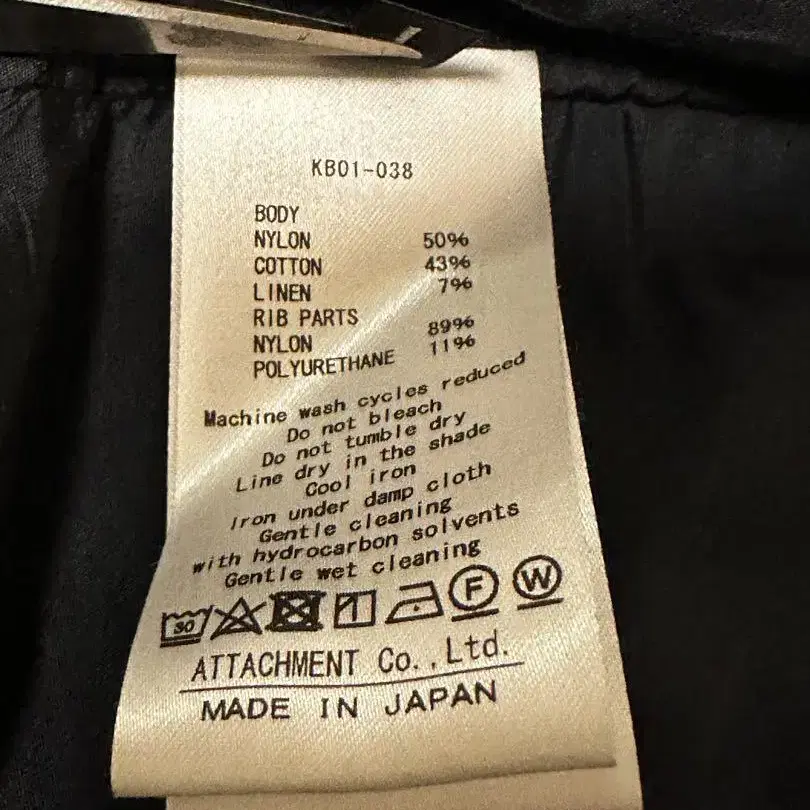 KB01-038
BODY
NYLON 50%
COTTON 43%
LINEN 7%
RIB PARTS
NYLON 89%
POLYURETHANE 11%
Machine wash cycles reduced
Do not bleach
Do not tumble dry
Line dry in the shade
Cool iron
Iron under damp cloth
Gentle cleaning
with hydrocarbon solvents
Gentle wet cleaning
30 F W
ATTACHMENT Co.,Ltd.
MADE IN JAPAN